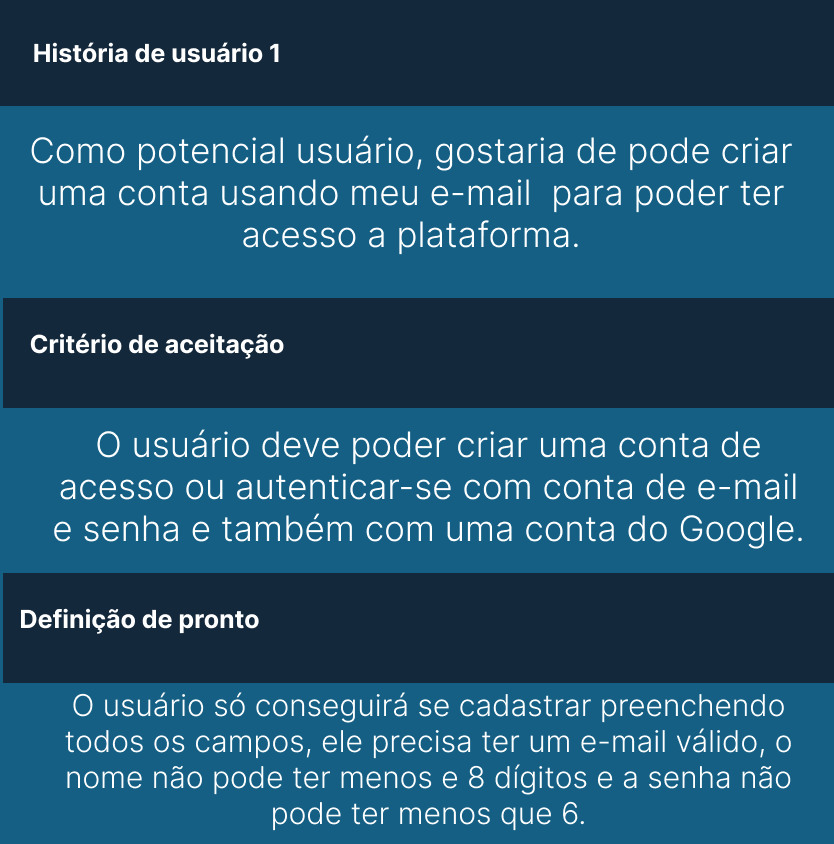 História de usuário 1
Como potencial usuário, gostaria de pode criar
uma conta usando meu e-mail  para poder ter
acesso a plataforma.
Critério de aceitação
O usuário deve poder criar uma conta de
acesso ou autenticar-se com conta de e-mail
e senha e também com uma conta do Google.
Definição de pronto
O usuário só conseguirá se cadastrar preenchendo
todos os campos, ele precisa ter um e-mail válido, o
nome não pode ter menos e 8 dígitos e a senha não
pode ter menos que 6.